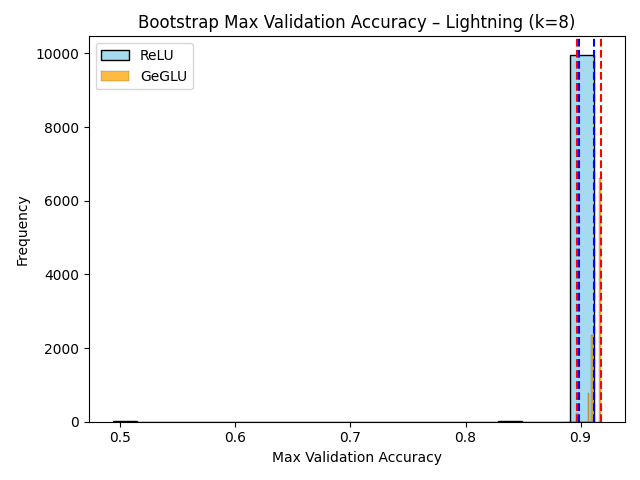 Bootstrap Max Validation Accuracy – Lightning (k=8)
ReLU
GeGLU
Frequency
10000
8000
6000
4000
2000
0
0.5 0.6 0.7 0.8 0.9
Max Validation Accuracy